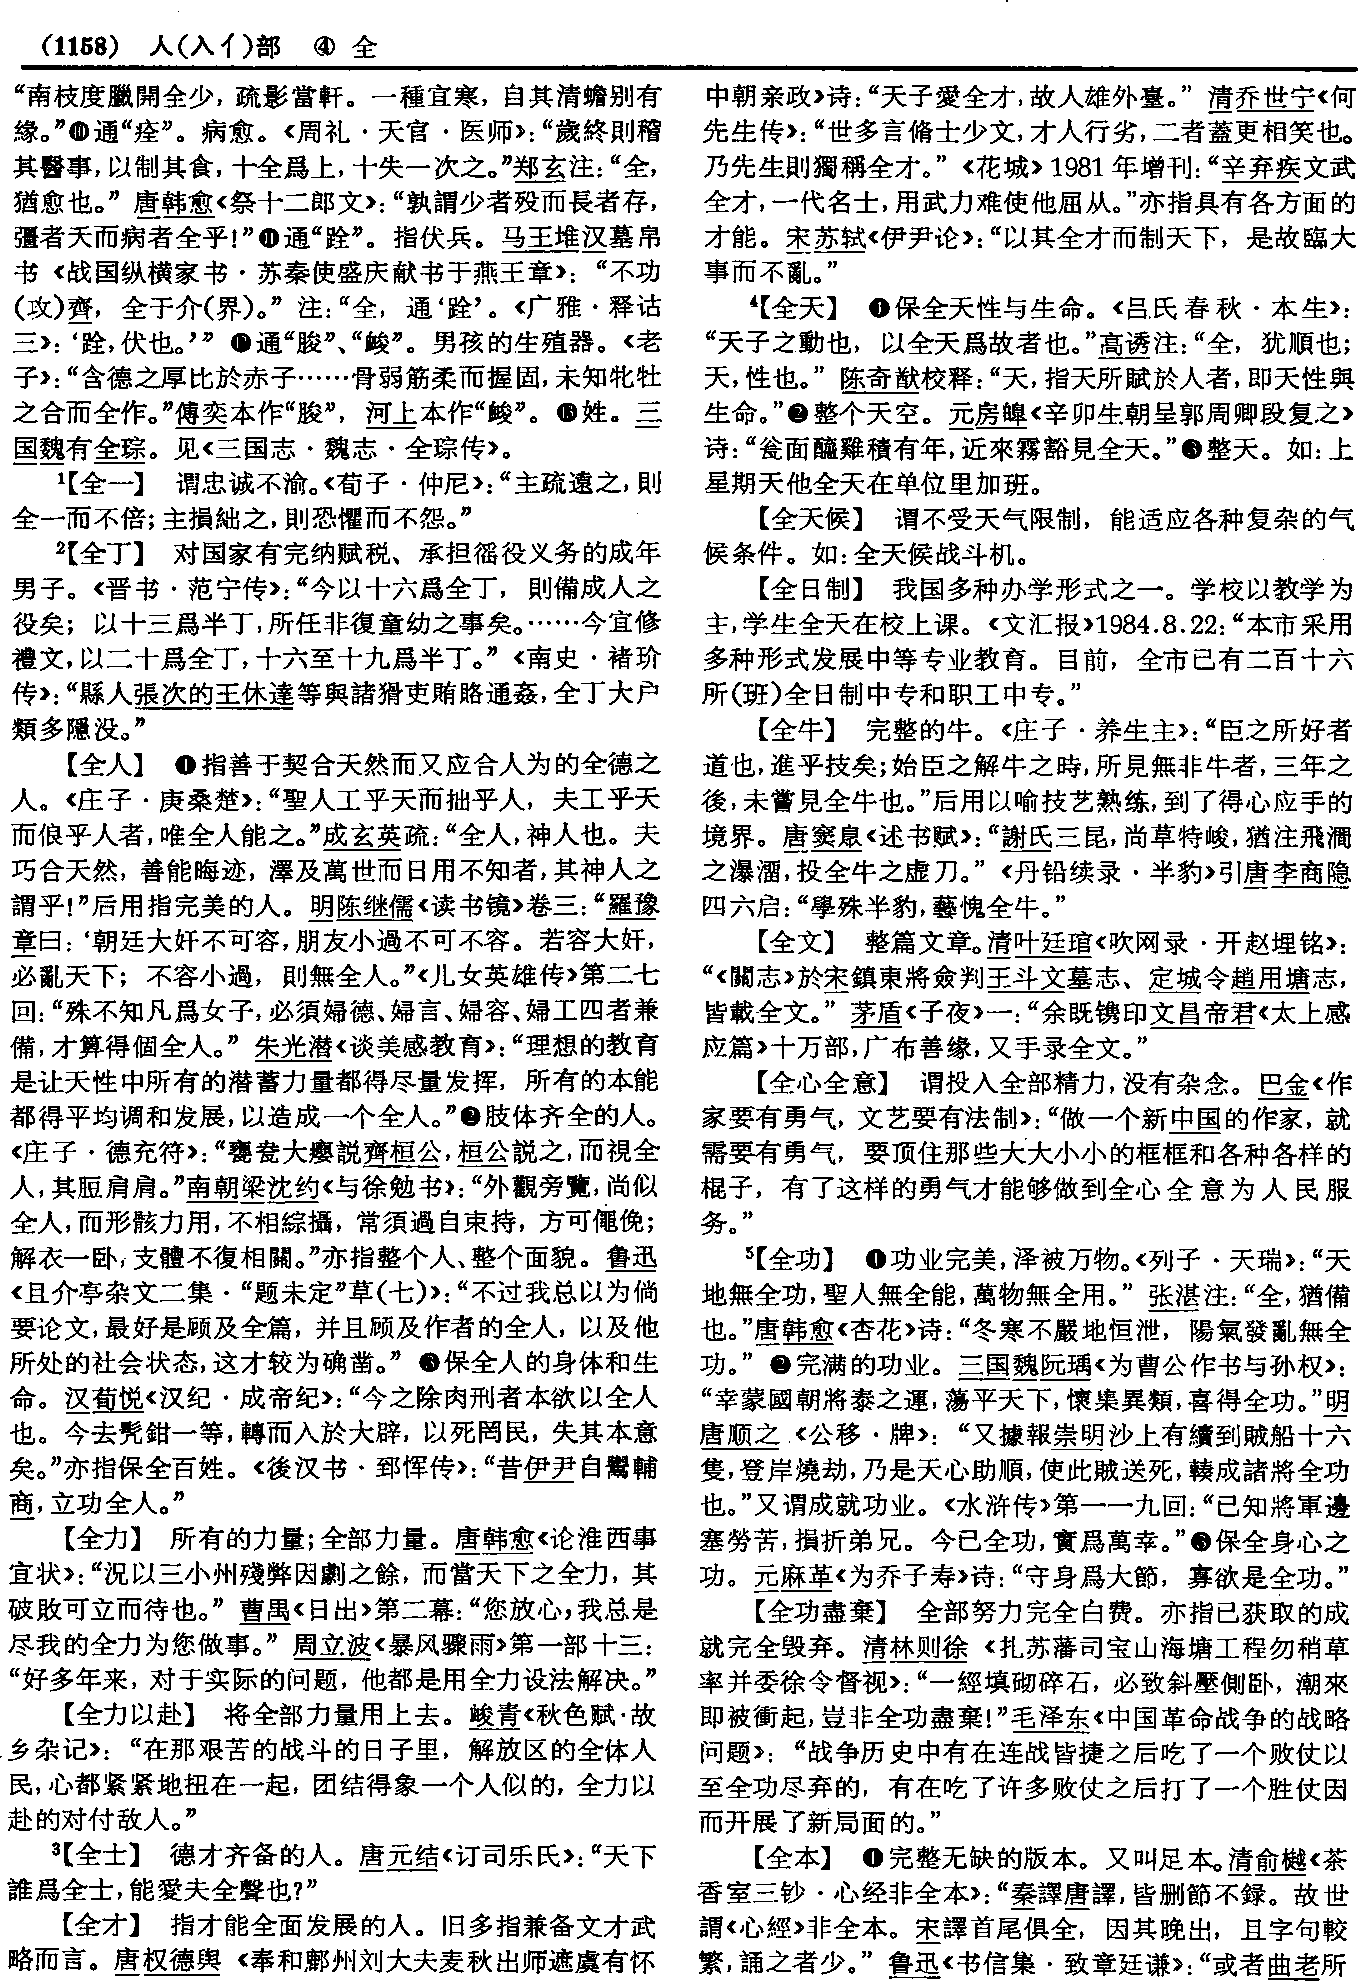 (1158) 人(入亻)部 ④ 全
“南枝度臘開全少，疏影當軒。一種宜寒，自其清蟾别有
緣。”❿通“痊”。病愈。《周礼·天官·医师》：“歲終則稽
其醫事，以制其食，十全爲上，十失一次之。”郑玄注：“全，
猶愈也。”唐韩愈《祭十二郎文》：“孰謂少者殁而長者存，
彊者夭而病者全乎！”⓫通“跧”。指伏兵。马王堆汉墓帛
书《战国纵横家书·苏秦使盛庆献书于燕王章》：“不功
(攻)齊，全于介(界)。”注：“全，通‘跧’。《广雅·释诂
三》：‘跧，伏也。’”⓬通“朘”、“峻”。男孩的生殖器。《老
子》：“含德之厚比於赤子……骨弱筋柔而握固，未知牝牡
之合而全作。”傅奕本作“朘”，河上本作“峻”。⓭姓。三
国魏有全琮。见《三国志·魏志·全琮传》。
¹【全一】 谓忠诚不渝。《荀子·仲尼》：“主疏遠之，則
全一而不倍；主損絀之，則恐懼而不怨。”
²【全丁】 对国家有完纳赋税、承担徭役义务的成年
男子。《晋书·范宁传》：“今以十六爲全丁，則備成人之
役矣；以十三爲半丁，所任非復童幼之事矣。……今宜修
禮文，以二十爲全丁，十六至十九爲半丁。”《南史·褚玠
传》：“縣人張次的王休達等與諸猾吏賄賂通姦，全丁大户
類多隱没。”
【全人】 ❶指善于契合天然而又应合人为的全德之
人。《庄子·庚桑楚》：“聖人工乎天而拙乎人，夫工乎天
而俍乎人者，唯全人能之。”成玄英疏：“全人，神人也。夫
巧合天然，善能晦迹，澤及萬世而日用不知者，其神人之
謂乎！”后用指完美的人。明陈继儒《读书镜》卷三：“羅豫
章曰：‘朝廷大奸不可容，朋友小過不可不容。若容大奸，
必亂天下；不容小過，則無全人。”《儿女英雄传》第二七
回：“殊不知凡爲女子，必須婦德、婦言、婦容、婦工四者兼
備，才算得個全人。”朱光潜《谈美感教育》：“理想的教育
是让天性中所有的潜蓄力量都得尽量发挥，所有的本能
都得平均调和发展，以造成一个全人。”❷肢体齐全的人。
《庄子·德充符》：“甕㼜大癭説齊桓公，桓公説之，而視全
人，其脰肩肩。”南朝梁沈约《与徐勉书》：“外觀旁覽，尚似
全人，而形骸力用，不相綜攝，常須過自束持，方可僶俛；
解衣一卧，支體不復相關。”亦指整个人、整个面貌。鲁迅
《且介亭杂文二集·“题未定”草(七)》：“不过我总以为倘
要论文，最好是顾及全篇，并且顾及作者的全人，以及他
所处的社会状态，这才较为确凿。”❸保全人的身体和生
命。汉荀悦《汉纪·成帝纪》：“今之除肉刑者本欲以全人
也。今去髡鉗一等，轉而入於大辟，以死罔民，失其本意
矣。”亦指保全百姓。《後汉书·郅恽传》：“昔伊尹自鬻輔
商，立功全人。”
【全力】 所有的力量；全部力量。唐韩愈《论淮西事
宜状》：“況以三小州殘弊困劇之餘，而當天下之全力，其
破敗可立而待也。”曹禺《日出》第二幕：“您放心，我总是
尽我的全力为您做事。”周立波《暴风骤雨》第一部十三：
“好多年来，对于实际的问题，他都是用全力设法解决。”
【全力以赴】 将全部力量用上去。峻青《秋色赋·故
乡杂记》：“在那艰苦的战斗的日子里，解放区的全体人
民，心都紧紧地扭在一起，团结得象一个人似的，全力以
赴的对付敌人。”
³【全士】 德才齐备的人。唐元结《订司乐氏》：“天下
誰爲全士，能愛夫全聲也？”
【全才】 指才能全面发展的人。旧多指兼备文才武
略而言。唐权德舆《奉和鄜州刘大夫麦秋出师遮虞有怀
中朝亲政》诗：“天子愛全才，故人雄外臺。”清乔世宁《何
先生传》：“世多言脩士少文，才人行劣，二者蓋更相笑也。
乃先生則獨稱全才。”《花城》1981年增刊：“辛弃疾文武
全才，一代名士，用武力难使他屈从。”亦指具有各方面的
才能。宋苏轼《伊尹论》：“以其全才而制天下，是故臨大
事而不亂。”
⁴【全天】 ❶保全天性与生命。《吕氏春秋·本生》：
“天子之動也，以全天爲故者也。”高诱注：“全，犹順也；
天，性也。”陈奇猷校释：“天，指天所賦於人者，即天性與
生命。”❷整个天空。元房皞《辛卯生朝呈郭周卿段复之》
诗：“瓮面醯雞積有年，近來霧豁見全天。”❸整天。如：上
星期天他全天在单位里加班。
【全天候】 谓不受天气限制，能适应各种复杂的气
候条件。如：全天候战斗机。
【全日制】 我国多种办学形式之一。学校以教学为
主，学生全天在校上课。《文汇报》1984.8.22：“本市采用
多种形式发展中等专业教育。目前，全市已有二百十六
所(班)全日制中专和职工中专。”
【全牛】 完整的牛。《庄子·养生主》：“臣之所好者
道也，進乎技矣；始臣之解牛之時，所見無非牛者，三年之
後，未嘗見全牛也。”后用以喻技艺熟练，到了得心应手的
境界。唐窦臮《述书赋》：“謝氏三昆，尚草特峻，猶注飛澗
之瀑溜，投全牛之虚刀。”《丹铅续录·半豹》引唐李商隐
四六启：“學殊半豹，藝愧全牛。”
【全文】 整篇文章。清叶廷琯《吹网录·开赵埋铭》：
“《關志》於宋鎮東將僉判王斗文墓志、定城令趙用塘志，
皆載全文。”茅盾《子夜》一：“余既镌印文昌帝君《太上感
应篇》十万部，广布善缘，又手录全文。”
【全心全意】 谓投入全部精力，没有杂念。巴金《作
家要有勇气，文艺要有法制》：“做一个新中国的作家，就
需要有勇气，要顶住那些大大小小的框框和各种各样的
棍子，有了这样的勇气才能够做到全心全意为人民服
务。”
⁵【全功】 ❶功业完美，泽被万物。《列子·天瑞》：“天
地無全功，聖人無全能，萬物無全用。”张湛注：“全，猶備
也。”唐韩愈《杏花》诗：“冬寒不嚴地恒泄，陽氣發亂無全
功。”❷完满的功业。三国魏阮瑀《为曹公作书与孙权》：
“幸蒙國朝將泰之運，蕩平天下，懷集異類，喜得全功。”明
唐顺之《公移·牌》：“又據報崇明沙上有續到賊船十六
隻，登岸燒劫，乃是天心助順，使此賊送死，輳成諸將全功
也。”又谓成就功业。《水浒传》第一一九回：“已知將軍邊
塞勞苦，損折弟兄。今已全功，實爲萬幸。”❸保全身心之
功。元麻革《为乔子寿》诗：“守身爲大節，寡欲是全功。”
【全功盡棄】 全部努力完全白费。亦指已获取的成
就完全毁弃。清林则徐《扎苏藩司宝山海塘工程勿稍草
率并委徐令督视》：“一經填砌碎石，必致斜壓側卧，潮來
即被衝起，豈非全功盡棄！”毛泽东《中国革命战争的战略
问题》：“战争历史中有在连战皆捷之后吃了一个败仗以
至全功尽弃的，有在吃了许多败仗之后打了一个胜仗因
而开展了新局面的。”
【全本】 ❶完整无缺的版本。又叫足本。清俞樾《茶
香室三钞·心经非全本》：“秦譯唐譯，皆删節不録。故世
謂《心經》非全本。宋譯首尾俱全，因其晚出，且字句較
繁，誦之者少。”鲁迅《书信集·致章廷谦》：“或者曲老所